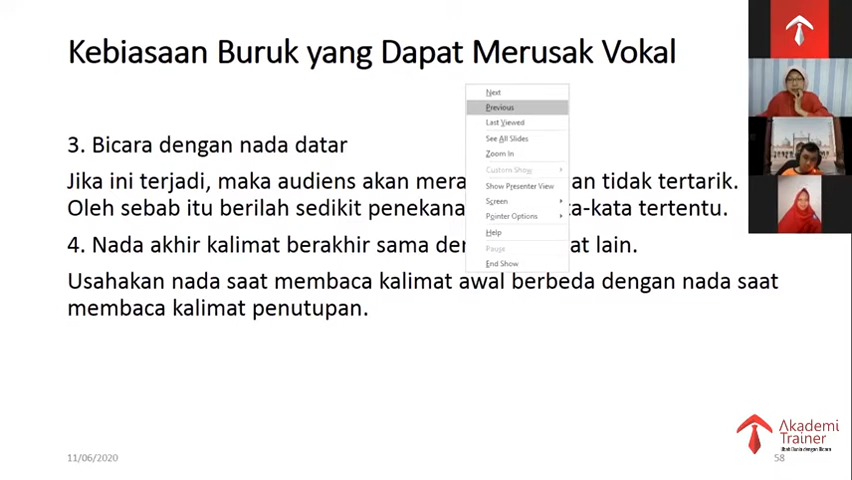 Kebiasaan Buruk yang Dapat Merusak Vokal
3. Bicara dengan nada datar
Jika ini terjadi, maka audiens akan mera an tidak tertarik.
Oleh sebab itu berilah sedikit penekana a-kata tertentu.
4. Nada akhir kalimat berakhir sama de at lain.
Usahakan nada saat membaca kalimat awal berbeda dengan nada saat
membaca kalimat penutupan.
Next
Previous
Last Viewed
See All Slides
Zoom In
Custom Show
Show Presenter View
Screen
Pointer Options
Help
Pause
End Show
Akademi
Trainer
11/06/2020
58